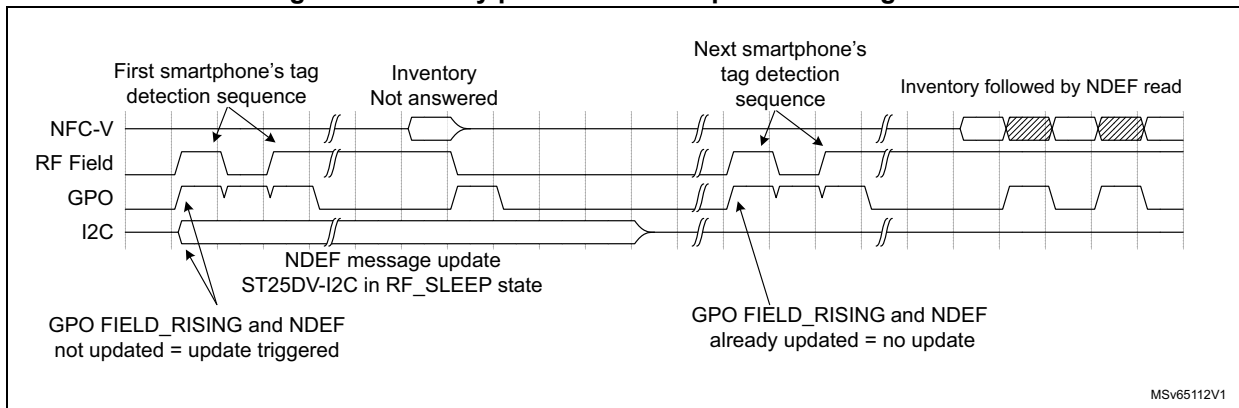 First smartphone's tag
detection sequence
Inventory
Not answered
Next smartphone's
tag detection
sequence
Inventory followed by NDEF read
NFC-V
RF Field
GPO
I2C
NDEF message update
ST25DV-I2C in RF_SLEEP state
GPO FIELD_RISING and NDEF
not updated = update triggered
GPO FIELD_RISING and NDEF
already updated = no update
MSv65112V1